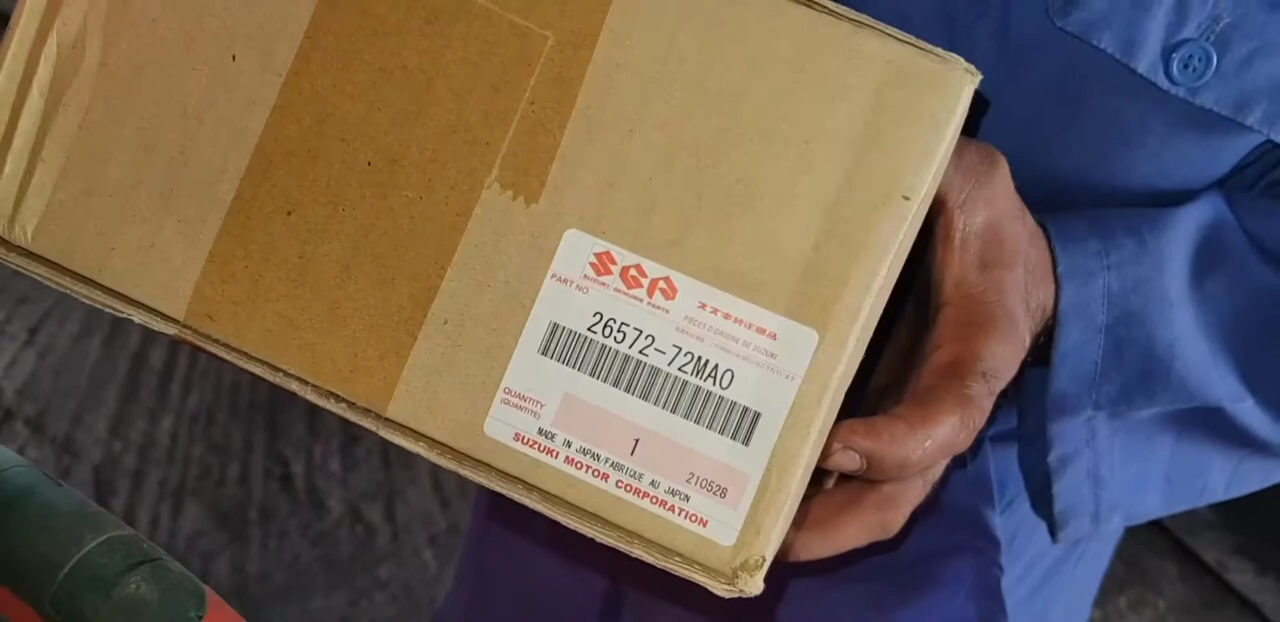 SGP
SUZUKI GENUINE PARTS
スズキ純正部品
PART NO.
PIECES D'ORIGINE DE SUZUKI
26572-72MA0
QUANTITY
(QUANTITE)
1
210528
MADE IN JAPAN/FABRIQUE AU JAPON
SUZUKI MOTOR CORPORATION